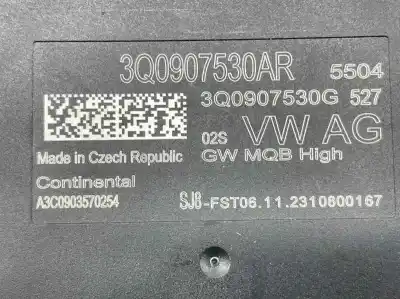 3Q0907530AR 5504
3Q0907530G 527
02S VW AG
Made in Czech Republic GW MQB High
Continental
A3C0903570254 SJ8-FST06.11.2310600167